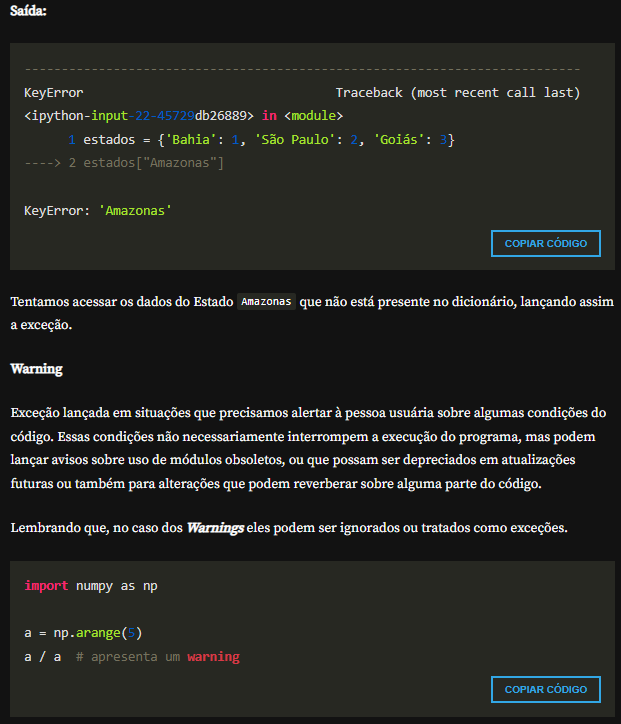 Saída:
---------------------------------------------------------------------------
KeyError                                  Traceback (most recent call last)
<ipython-input-22-45729db26889> in <module>
      1 estados = {'Bahia': 1, 'São Paulo': 2, 'Goiás': 3}
----> 2 estados["Amazonas"]

KeyError: 'Amazonas'
COPIAR CÓDIGO
Tentamos acessar os dados do Estado Amazonas que não está presente no dicionário, lançando assim
a exceção.
Warning
Exceção lançada em situações que precisamos alertar à pessoa usuária sobre algumas condições do
código. Essas condições não necessariamente interrompem a execução do programa, mas podem
lançar avisos sobre uso de módulos obsoletos, ou que possam ser depreciados em atualizações
futuras ou também para alterações que podem reverberar sobre alguma parte do código.
Lembrando que, no caso dos Warnings eles podem ser ignorados ou tratados como exceções.
import numpy as np

a = np.arange(5)
a / a  # apresenta um warning
COPIAR CÓDIGO